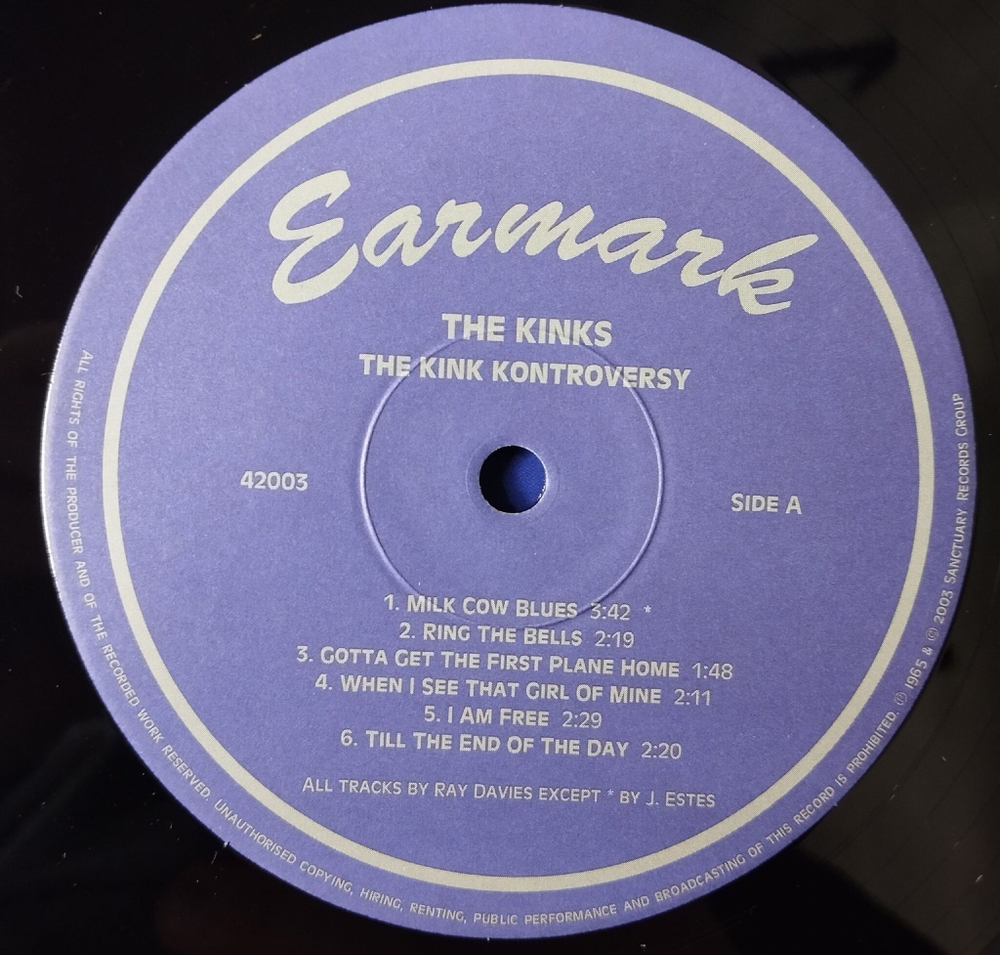 Earmark
THE KINKS
THE KINK KONTROVERSY
42003
SIDE A
1. MILK COW BLUES 3:42 *
2. RING THE BELLS 2:19
3. GOTTA GET THE FIRST PLANE HOME 1:48
4. WHEN I SEE THAT GIRL OF MINE 2:11
5. I AM FREE 2:29
6. TILL THE END OF THE DAY 2:20
ALL TRACKS BY RAY DAVIES EXCEPT * BY J. ESTES
ALL RIGHTS OF THE PRODUCER AND OF THE RECORDED WORK RESERVED. UNAUTHORISED COPYING, HIRING, RENTING, PUBLIC PERFORMANCE AND BROADCASTING OF THIS RECORD IS PROHIBITED. ℗ 1965 & © 2003 SANCTUARY RECORDS GROUP